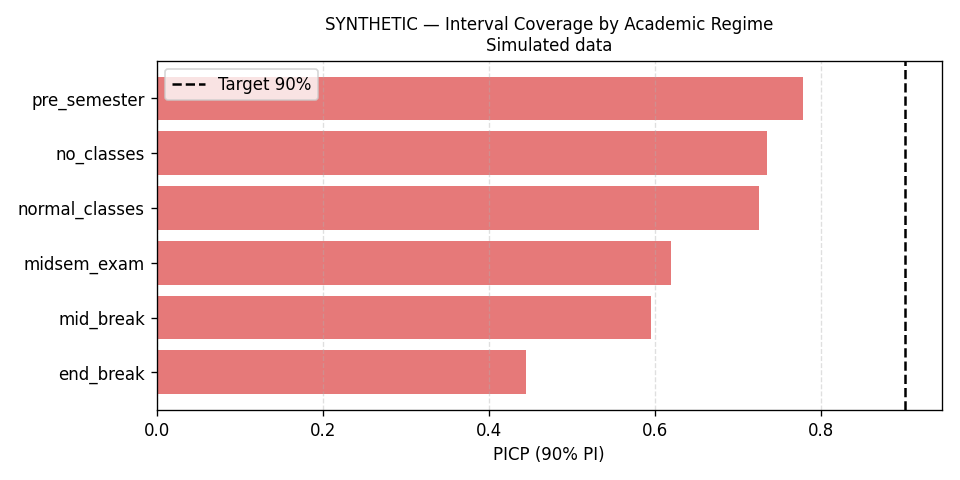 SYNTHETIC — Interval Coverage by Academic Regime
Simulated data
Target 90%
pre_semester
no_classes
normal_classes
midsem_exam
mid_break
end_break
0.0 0.2 0.4 0.6 0.8
PICP (90% PI)